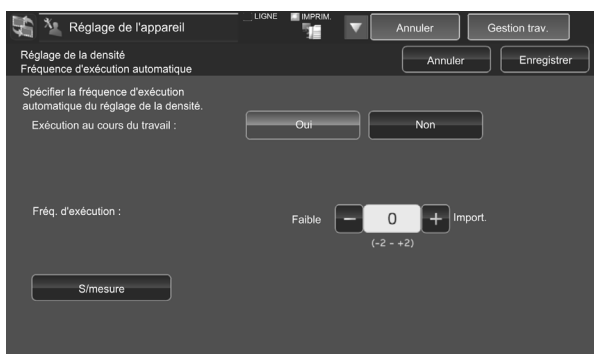 Réglage de l'appareil
LIGNE
IMPRIM.
Annuler
Gestion trav.
Réglage de la densité
Fréquence d'exécution automatique
Annuler
Enregistrer
Spécifier la fréquence d'exécution
automatique du réglage de la densité.
Exécution au cours du travail :
Oui
Non
Fréq. d'exécution :
Faible
−
0
+
Import.
(-2 - +2)
S/mesure